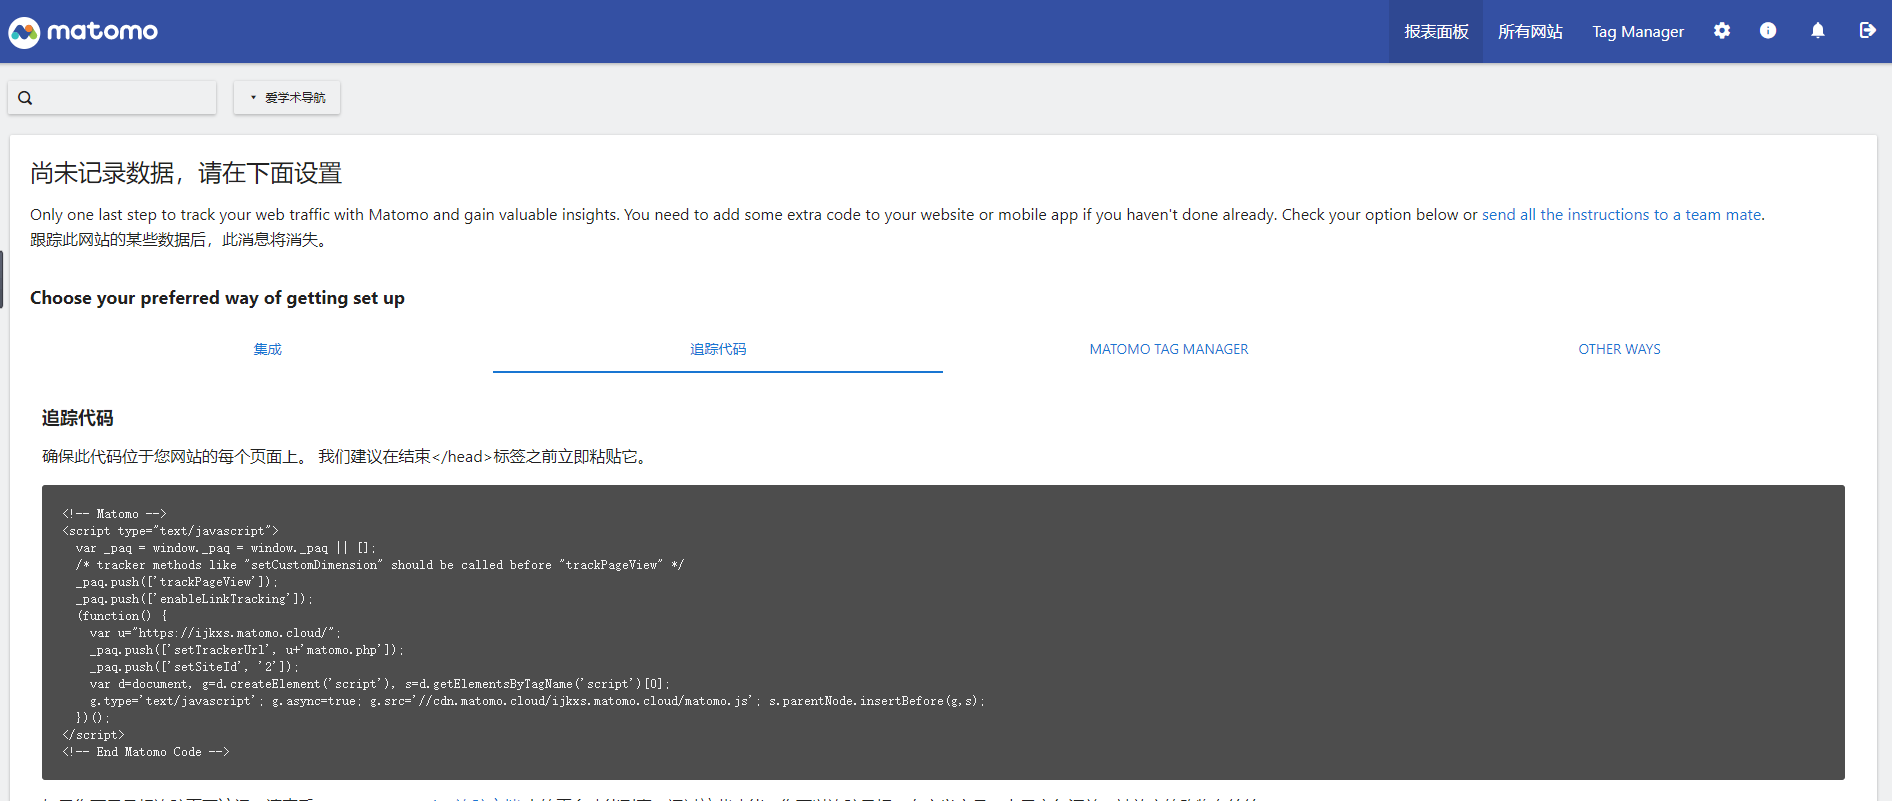 matomo
报表面板
所有网站
Tag Manager
爱学术导航
尚未记录数据，请在下面设置
Only one last step to track your web traffic with Matomo and gain valuable insights. You need to add some extra code to your website or mobile app if you haven't done already. Check your option below or send all the instructions to a team mate.
跟踪此网站的某些数据后，此消息将消失。
Choose your preferred way of getting set up
集成
追踪代码
MATOMO TAG MANAGER
OTHER WAYS
追踪代码
确保此代码位于您网站的每个页面上。 我们建议在结束</head>标签之前立即粘贴它。
<!-- Matomo -->
<script type="text/javascript">
var _paq = window._paq = window._paq || [];
/* tracker methods like "setCustomDimension" should be called before "trackPageView" */
_paq.push(['trackPageView']);
_paq.push(['enableLinkTracking']);
(function() {
var u="https://ijkxs.matomo.cloud/";
_paq.push(['setTrackerUrl', u+'matomo.php']);
_paq.push(['setSiteId', '2']);
var d=document, g=d.createElement('script'), s=d.getElementsByTagName('script')[0];
g.type='text/javascript'; g.async=true; g.src='//cdn.matomo.cloud/ijkxs.matomo.cloud/matomo.js'; s.parentNode.insertBefore(g,s);
})();
</script>
<!-- End Matomo Code -->